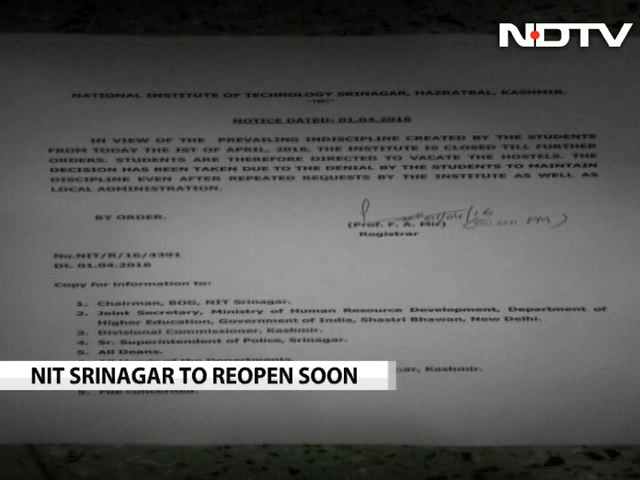 NDTV
NATIONAL INSTITUTE OF TECHNOLOGY SRINAGAR, HAZRATBAL, KASHMIR.
NOTICE DATED: 01.04.2016
IN VIEW OF THE PREVAILING INDISCIPLINE CREATED BY THE STUDENTS
FROM TODAY THE 1ST OF APRIL, 2016, THE INSTITUTE IS CLOSED TILL FURTHER
ORDERS. STUDENTS ARE THEREFORE DIRECTED TO VACATE THE HOSTELS. THE
DECISION HAS BEEN TAKEN DUE TO THE DENIAL BY THE STUDENTS TO MAINTAIN
DISCIPLINE EVEN AFTER REPEATED REQUESTS BY THE INSTITUTE AS WELL AS
LOCAL ADMINISTRATION.
BY ORDER.
(Prof. F. A. Mir)
PM)
Registrar
No.NIT/R/16/4391
Dt. 01.04.2016
Copy for information to:
1. Chairman, BOG, NIT Srinagar.
2. Joint Secretary, Ministry of Human Resource Development, Department of
Higher Education, Government of India, Shastri Bhawan, New Delhi.
3. Divisional Commissioner, Kashmir.
4. Sr. Superintendent of Police, Srinagar.
5. All Deans.
Kashmir.
NIT SRINAGAR TO REOPEN SOON